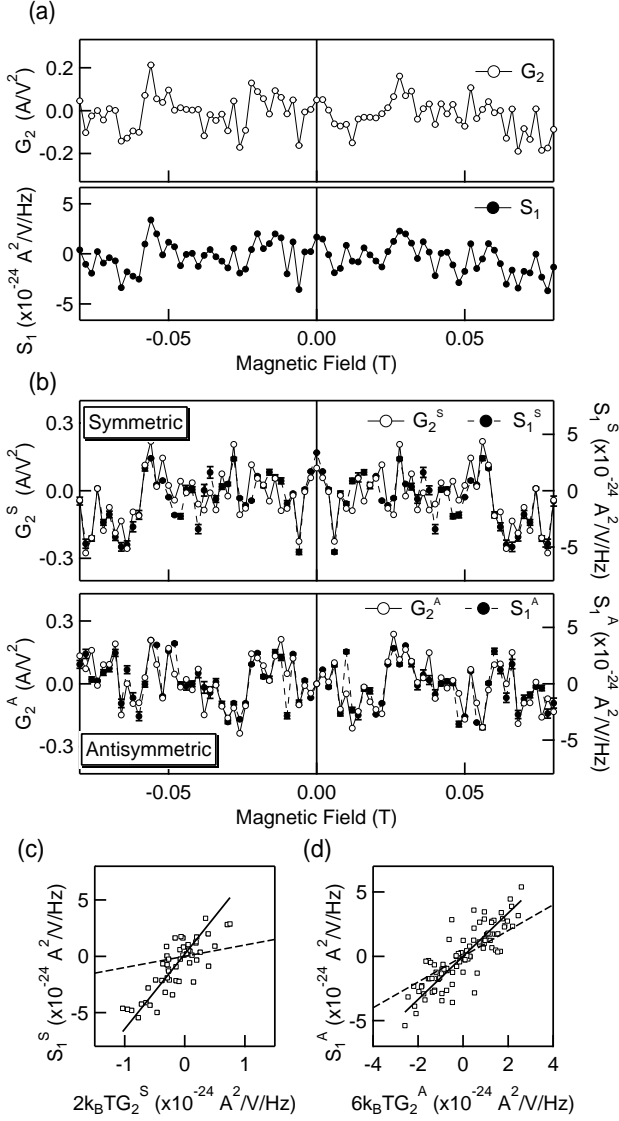 (a)
0.2
0.0
-0.2
G2 (A/V2)
G2
5
0
-5
S1 (x10-24 A2/V/Hz)
S1
-0.05
0.00
0.05
Magnetic Field (T)
(b)
Symmetric
0.3
0.0
-0.3
G2S (A/V2)
G2S
S1S
5
0
-5
S1S (x10-24 A2/V/Hz)
0.3
0.0
-0.3
G2A (A/V2)
G2A
S1A
5
0
-5
S1A (x10-24 A2/V/Hz)
Antisymmetric
-0.05
0.00
0.05
Magnetic Field (T)
(c)
5
0
-5
S1S (x10-24 A2/V/Hz)
-1
0
1
2kBTG2S (x10-24 A2/V/Hz)
(d)
5
0
-5
S1A (x10-24 A2/V/Hz)
-4
-2
0
2
4
6kBTG2A (x10-24 A2/V/Hz)